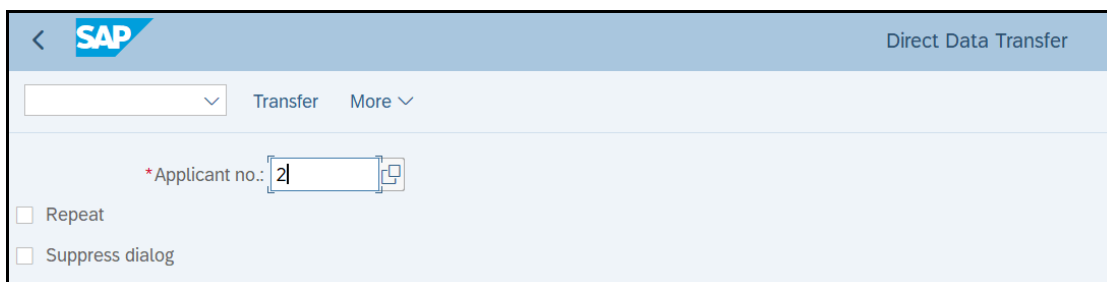 SAP Direct Data Transfer
Transfer More
*Applicant no.: 2
Repeat
Suppress dialog